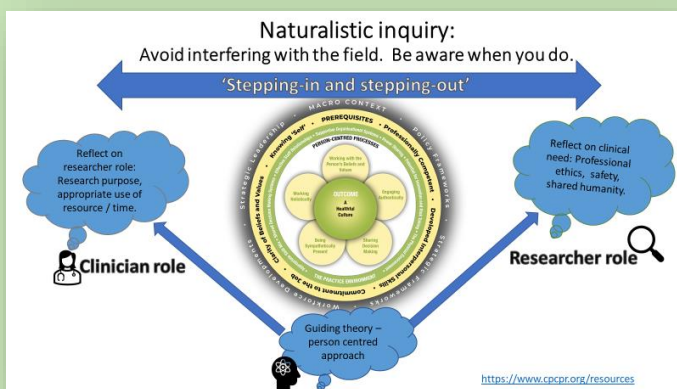 Naturalistic inquiry:
Avoid interfering with the field. Be aware when you do.
‘Stepping-in and stepping-out’
Reflect on
researcher role:
Research purpose,
appropriate use of
resource / time.
Clinician role
MACRO CONTEXT
Strategic Leadership
Policy Frameworks
Strategic Frameworks
Workforce Developments
PREREQUISITES
Knowing ‘Self’
Professionally Competent
Developed Interpersonal Skills
Commitment to the Job
Clarity of Beliefs and Values
THE PRACTICE ENVIRONMENT
PERSON-CENTRED PROCESSES
Working with the
Person's Beliefs and
Values
Working
Holistically
Engaging
Authentically
OUTCOME
A
Healthful
Culture
Being
Sympathetically
Present
Sharing
Decision
Making
Reflect on clinical
need: Professional
ethics, safety,
shared humanity.
Researcher role
Guiding theory –
person centred
approach
https://www.cpcpr.org/resources